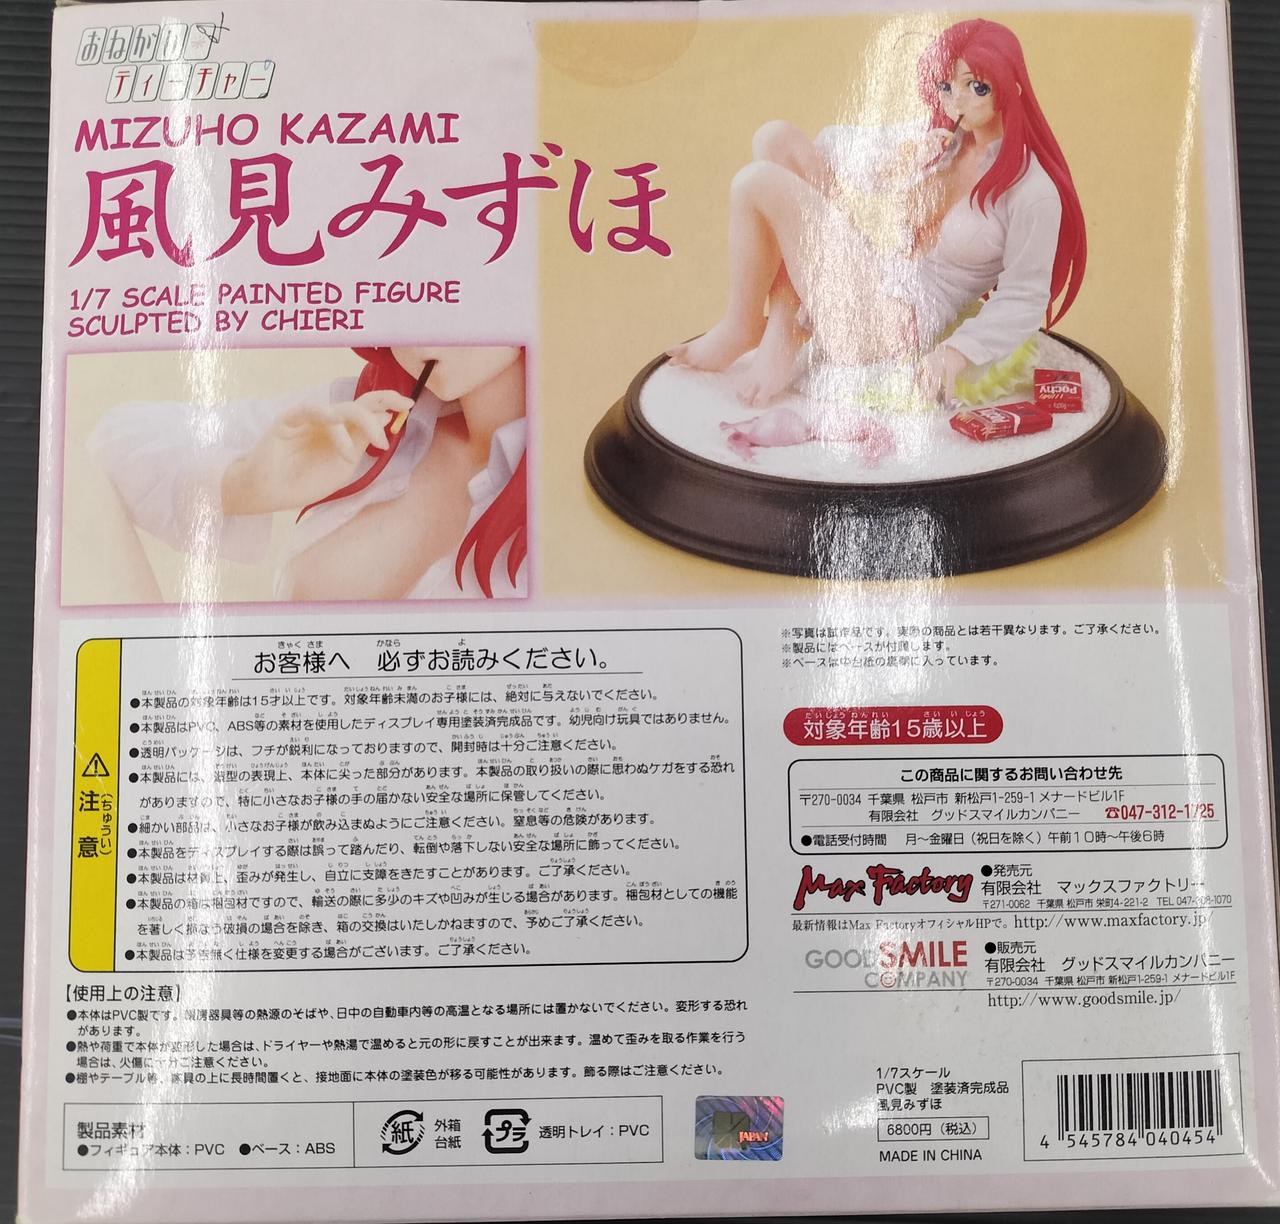 おねがい＊
ティーチャー
MIZUHO KAZAMI
風見みずほ
1/7 SCALE PAINTED FIGURE
SCULPTED BY CHIERI
Pochy
Pochy
お客様へ 必ずお読みください。
●本製品の対象年齢は15才以上です。対象年齢未満のお子様には、絶対に与えないでください。
●本製品はPVC、ABS等の素材を使用したディスプレイ専用塗装済完成品です。幼児向け玩具ではありません。
●透明パッケージは、フチが鋭利になっておりますので、開封時は十分ご注意ください。
●本製品には、造型の表現上、本体に尖った部分があります。本製品の取り扱いの際に思わぬケガをする恐れ
がありますので、特に小さなお子様の手の届かない安全な場所に保管してください。
●細かい部品は、小さなお子様が飲み込まぬようにご注意ください。窒息等の危険があります。
●本製品をディスプレイする際は誤って踏んだり、転倒や落下しない安全な場所に飾ってください。
●本製品は材質上、歪みが発生し、自立に支障をきたすことがあります。ご了承ください。
●本製品の箱は梱包材ですので、輸送の際に多少のキズや凹みが生じる場合があります。梱包材としての機能
を著しく損なう破損の場合を除き、箱の交換はいたしかねますので、予めご了承ください。
●本製品は予告無く仕様を変更する場合がございます。ご了承ください。
注意(ちゅうい)
【使用上の注意】
●本体はPVC製です。暖房器具等の熱源のそばや、日中の自動車内等の高温となる場所には置かないでください。変形する恐れ
があります。
●熱や荷重で本体が変形した場合は、ドライヤーや熱湯で温めると元の形に戻すことが出来ます。温めて歪みを取る作業を行う
場合は、火傷に十分ご注意ください。
●棚やテーブル等、家具の上に長時間置くと、接地面に本体の塗装色が移る可能性があります。飾る際はご注意ください。
製品素材
●フィギュア本体：PVC ●ベース：ABS
紙 外箱
台紙
プラ 透明トレイ：PVC
JAPAN
※写真は試作品です。実際の商品とは若干異なります。ご了承ください。
※製品にはベースが付属します。
※ベースは中台紙の裏側に入っています。
対象年齢15歳以上
この商品に関するお問い合わせ先
〒270-0034 千葉県 松戸市 新松戸1-259-1 メナードビル1F
有限会社 グッドスマイルカンパニー ☎047-312-1725
●電話受付時間 月～金曜日（祝日を除く）午前10時～午後6時
Max Factory
●発売元
有限会社 マックスファクトリー
〒271-0062 千葉県 松戸市 栄町4-221-2 TEL 047-308-1070
最新情報はMax FactoryオフィシャルHPで。http://www.maxfactory.jp/
GOOD SMILE
COMPANY
●販売元
有限会社 グッドスマイルカンパニー
〒270-0034 千葉県 松戸市 新松戸1-259-1 メナードビル1F
http://www.goodsmile.jp/
1/7スケール
PVC製 塗装済完成品
風見みずほ
6800円（税込）
MADE IN CHINA
4 545784 040454